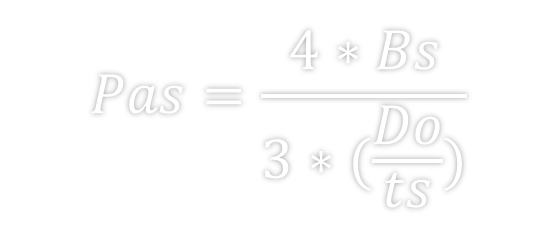 Pas = 4 * Bs / 3 * (Do / ts)